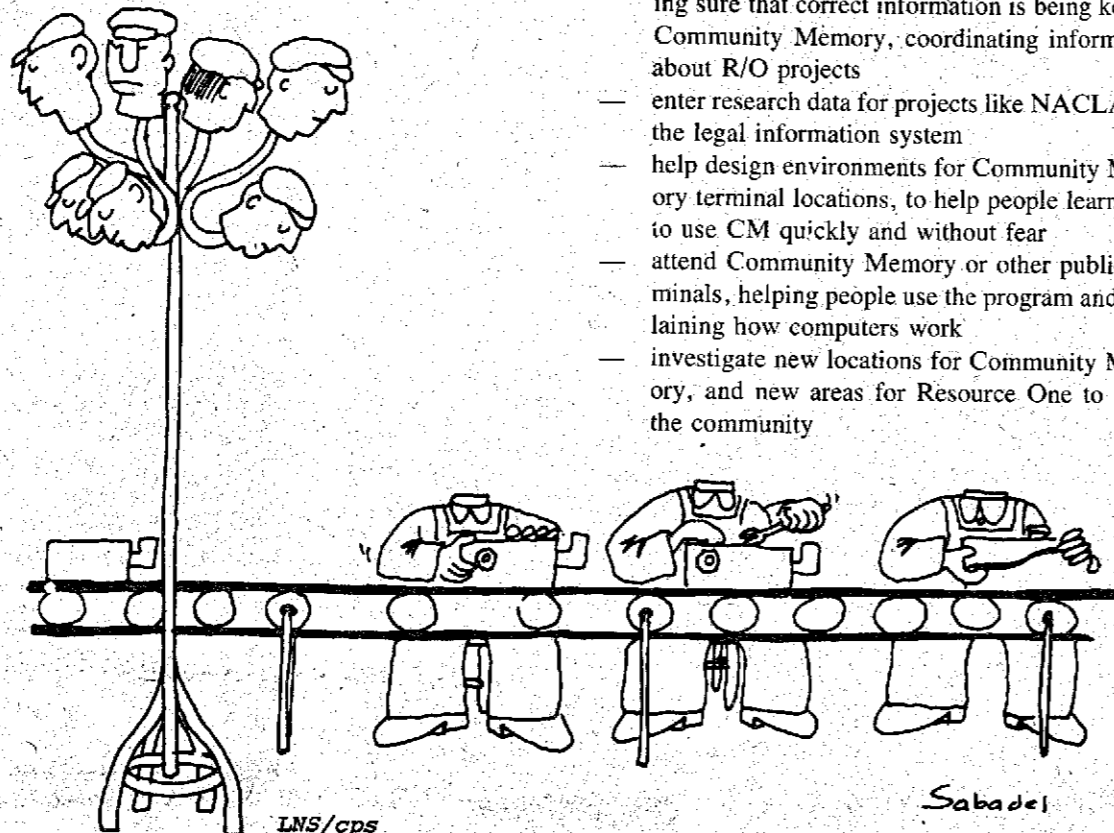 ing sure that correct information is being ke
Community Memory, coordinating inform
about R/O projects
— enter research data for projects like NACLA
the legal information system
— help design environments for Community M
ory terminal locations, to help people learn
to use CM quickly and without fear
— attend Community Memory or other publi
minals, helping people use the program and
laining how computers work
— investigate new locations for Community M
ory, and new areas for Resource One to
the community
Sabadel
LNS/cps